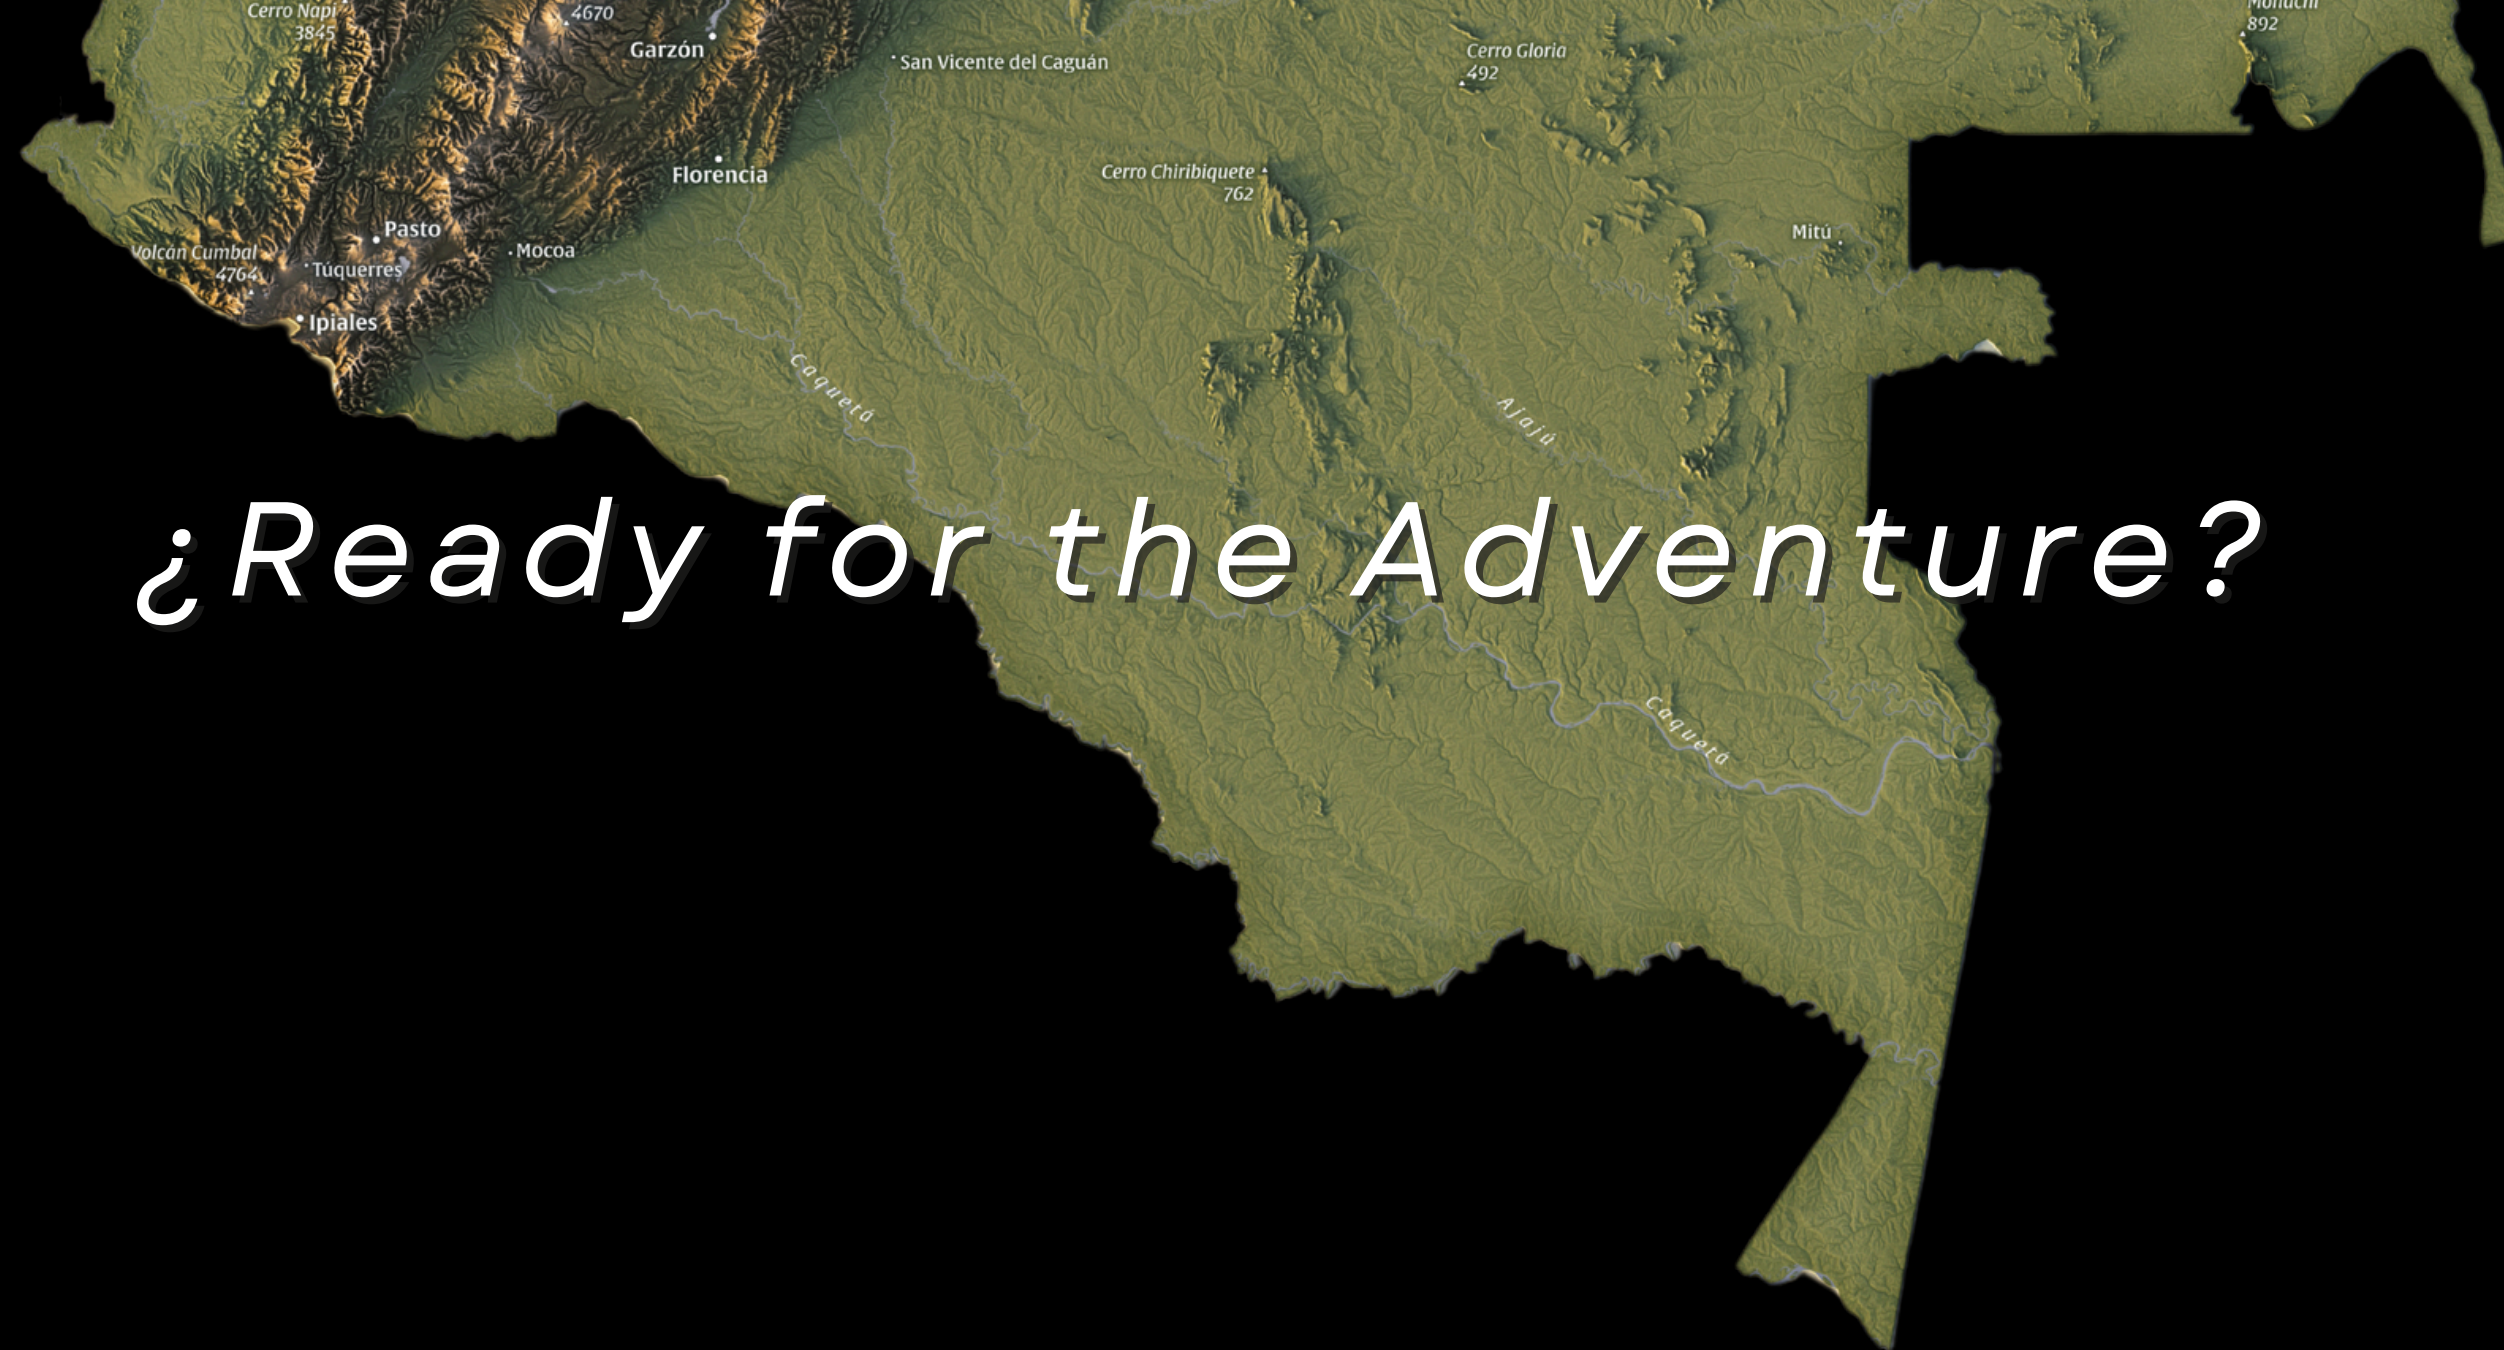 Cerro Napi
3845
4670
Garzón
San Vicente del Caguán
Cerro Gloria
492
892
Florencia
Cerro Chiribiquete
762
Pasto
Mitú
Volcán Cumbal
4764
Túquerres
Mocoa
Ipiales
Caquetá
Ajajú
¿Ready for the Adventure?
Caquetá